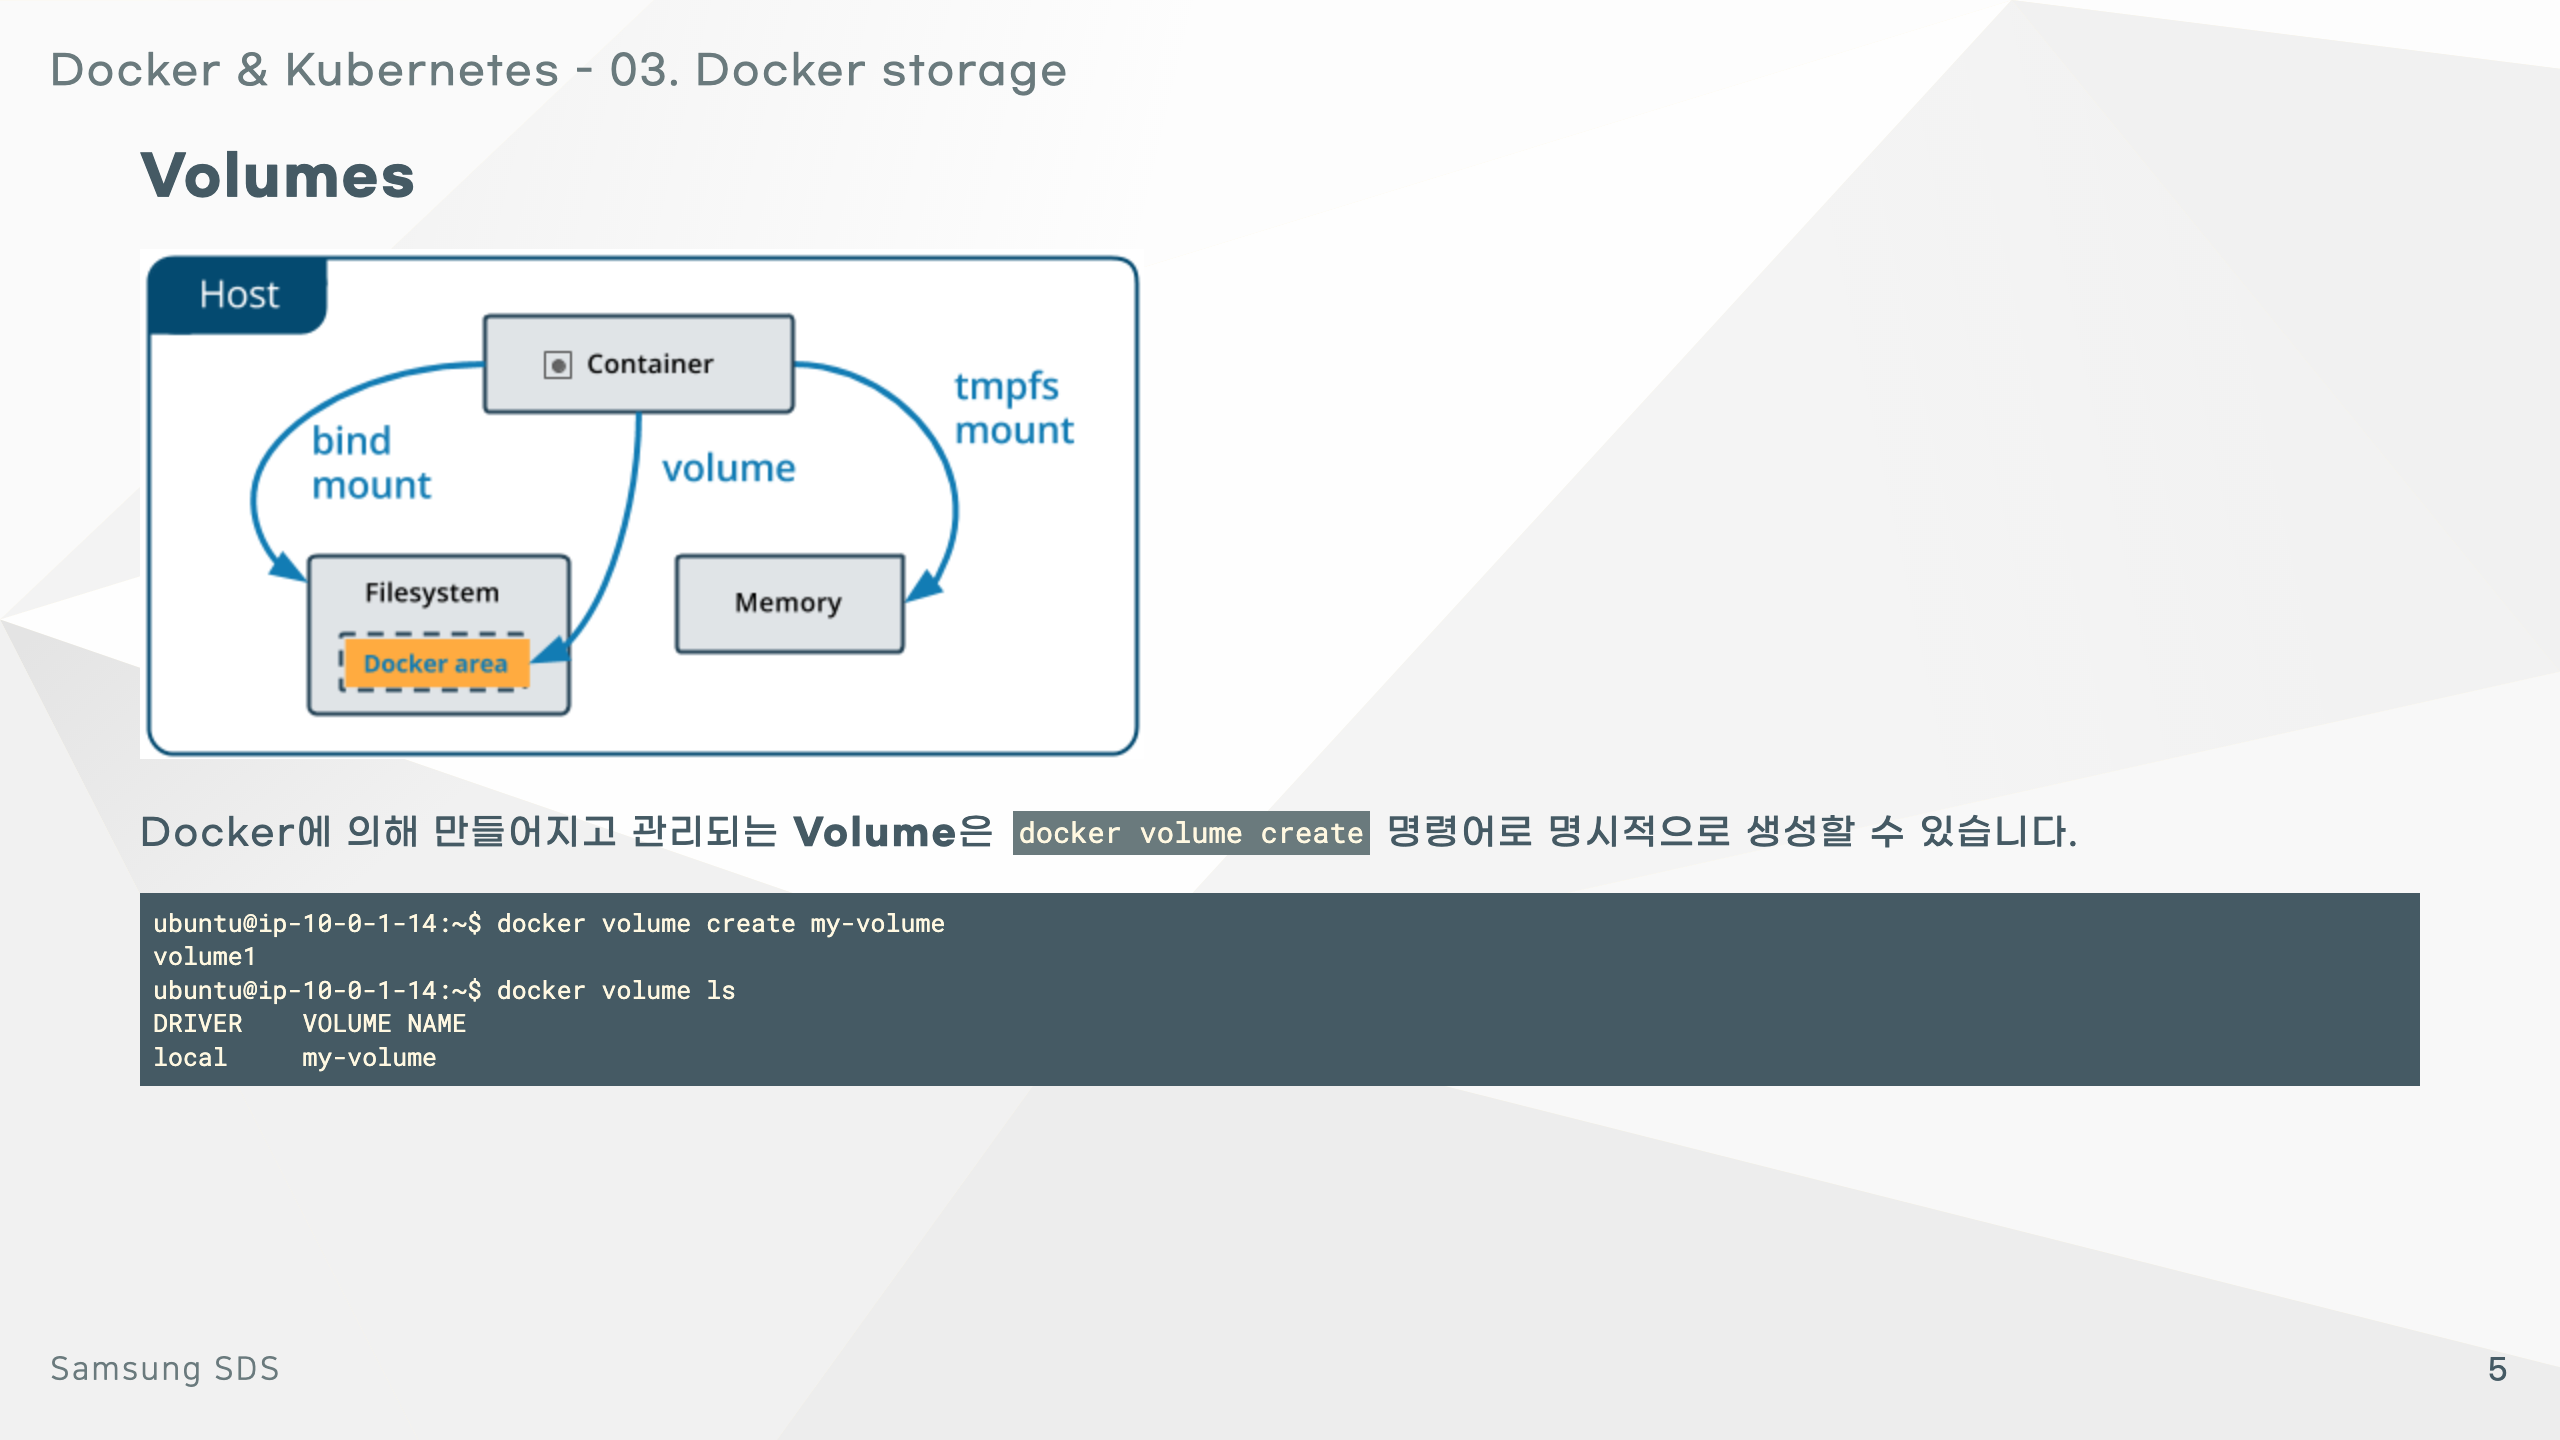 Docker & Kubernetes - 03. Docker storage
Volumes
Host
Container
bind
mount
volume
tmpfs
mount
Filesystem
Docker area
Memory
Docker에 의해 만들어지고 관리되는 Volume은 docker volume create 명령어로 명시적으로 생성할 수 있습니다.
ubuntu@ip-10-0-1-14:~$ docker volume create my-volume
volume1
ubuntu@ip-10-0-1-14:~$ docker volume ls
DRIVER    VOLUME NAME
local     my-volume
Samsung SDS
5